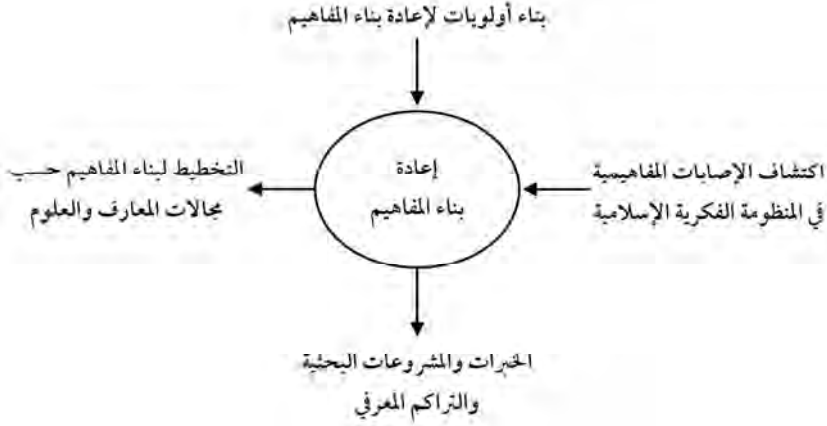 بناء أولويات لإعادة بناء المفاهيم
اكتشاف الإصابات المفاهيمية
في المنظومة الفكرية الإسلامية
إعادة
بناء المفاهيم
التخطيط لبناء المفاهيم حسب
مجالات المعارف والعلوم
الخبرات والمشروعات البحثية
والتراكم المعرفي